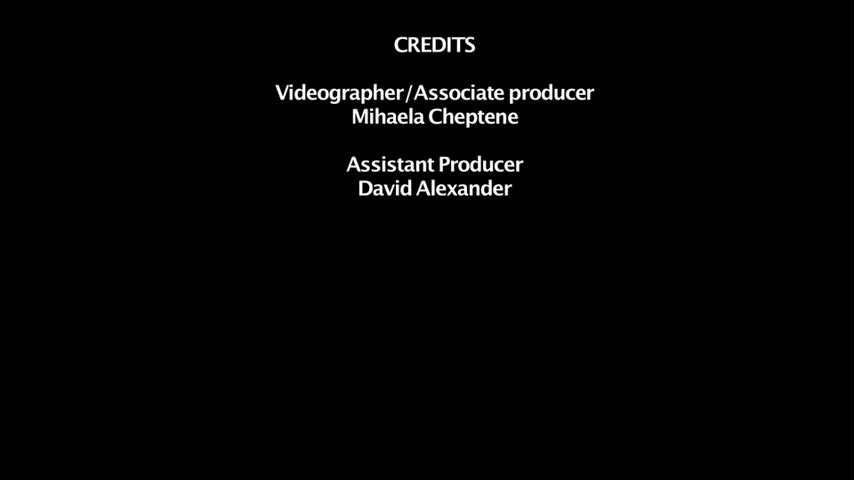 CREDITS
Videographer/Associate producer
Mihaela Cheptene
Assistant Producer
David Alexander